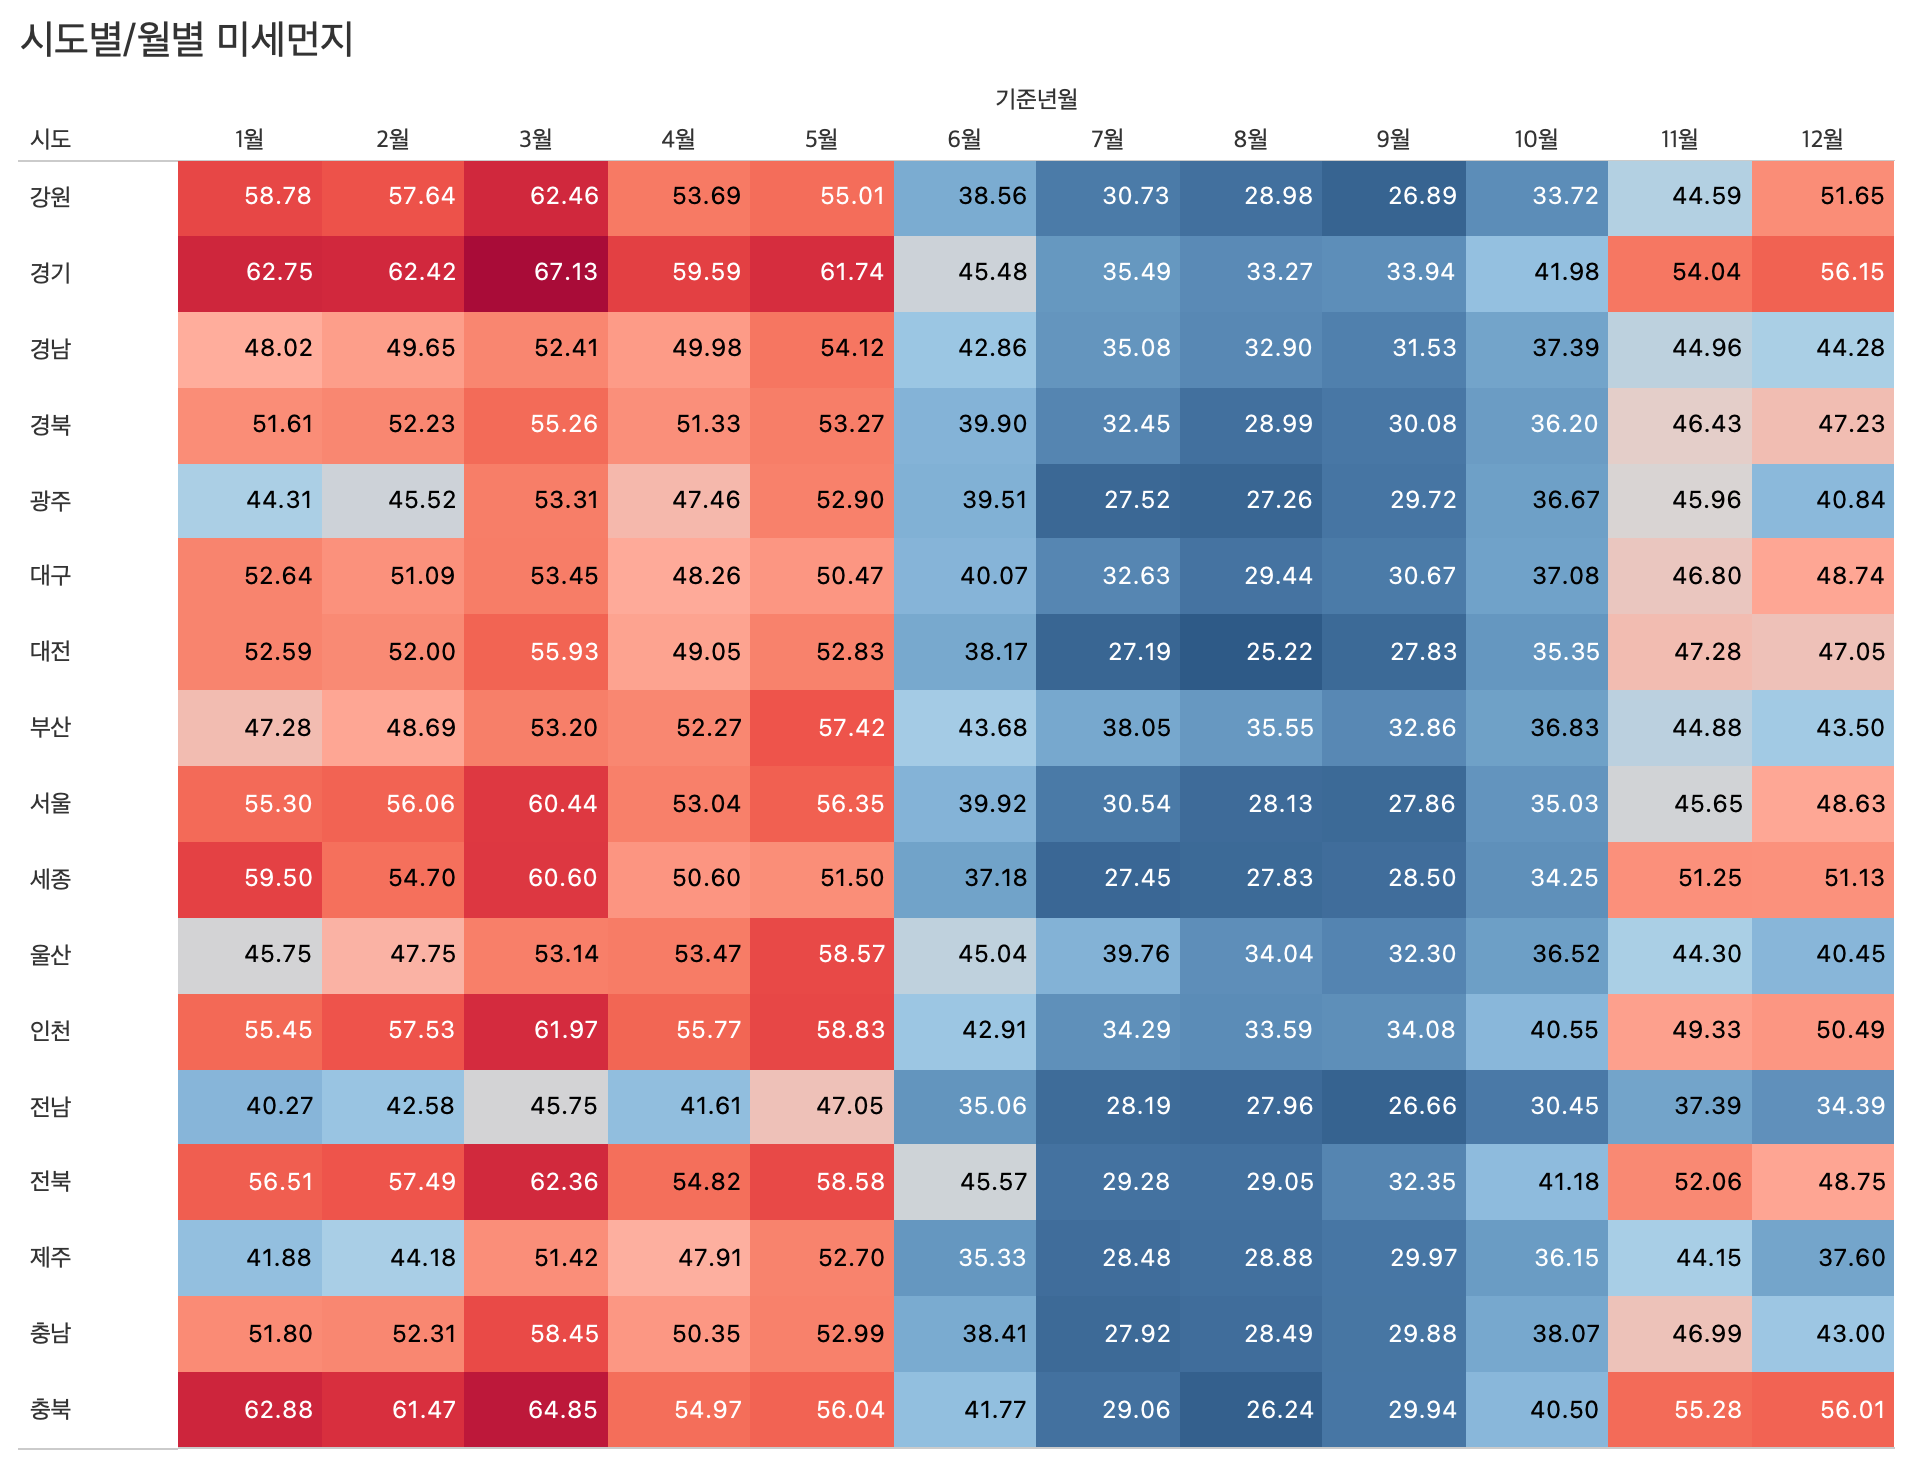 시도별/월별 미세먼지
기준년월
시도 1월 2월 3월 4월 5월 6월 7월 8월 9월 10월 11월 12월
강원 58.78 57.64 62.46 53.69 55.01 38.56 30.73 28.98 26.89 33.72 44.59 51.65
경기 62.75 62.42 67.13 59.59 61.74 45.48 35.49 33.27 33.94 41.98 54.04 56.15
경남 48.02 49.65 52.41 49.98 54.12 42.86 35.08 32.90 31.53 37.39 44.96 44.28
경북 51.61 52.23 55.26 51.33 53.27 39.90 32.45 28.99 30.08 36.20 46.43 47.23
광주 44.31 45.52 53.31 47.46 52.90 39.51 27.52 27.26 29.72 36.67 45.96 40.84
대구 52.64 51.09 53.45 48.26 50.47 40.07 32.63 29.44 30.67 37.08 46.80 48.74
대전 52.59 52.00 55.93 49.05 52.83 38.17 27.19 25.22 27.83 35.35 47.28 47.05
부산 47.28 48.69 53.20 52.27 57.42 43.68 38.05 35.55 32.86 36.83 44.88 43.50
서울 55.30 56.06 60.44 53.04 56.35 39.92 30.54 28.13 27.86 35.03 45.65 48.63
세종 59.50 54.70 60.60 50.60 51.50 37.18 27.45 27.83 28.50 34.25 51.25 51.13
울산 45.75 47.75 53.14 53.47 58.57 45.04 39.76 34.04 32.30 36.52 44.30 40.45
인천 55.45 57.53 61.97 55.77 58.83 42.91 34.29 33.59 34.08 40.55 49.33 50.49
전남 40.27 42.58 45.75 41.61 47.05 35.06 28.19 27.96 26.66 30.45 37.39 34.39
전북 56.51 57.49 62.36 54.82 58.58 45.57 29.28 29.05 32.35 41.18 52.06 48.75
제주 41.88 44.18 51.42 47.91 52.70 35.33 28.48 28.88 29.97 36.15 44.15 37.60
충남 51.80 52.31 58.45 50.35 52.99 38.41 27.92 28.49 29.88 38.07 46.99 43.00
충북 62.88 61.47 64.85 54.97 56.04 41.77 29.06 26.24 29.94 40.50 55.28 56.01